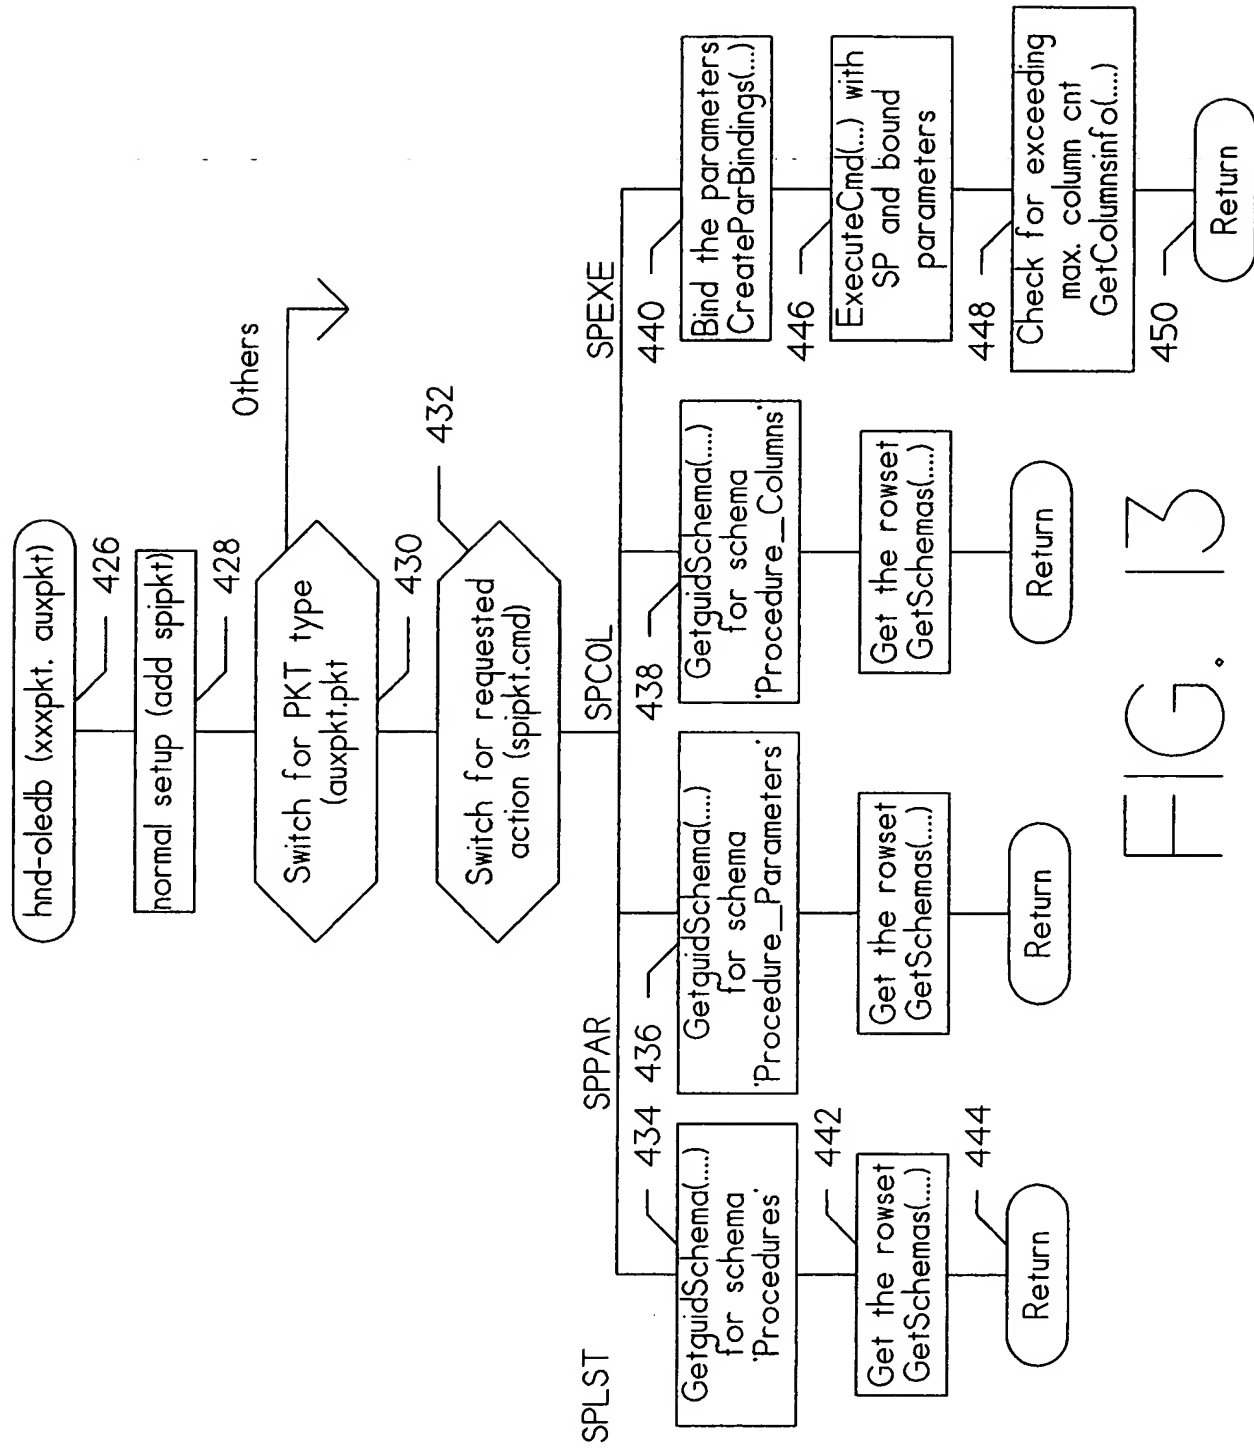 hnd-oledb (xxxpkt. auxpkt)
426
normal setup (add spipkt)
428
Switch for PKT type
(auxpkt.pkt
Others
430
432
Switch for requested
action (spipkt.cmd)
SPLST
SPPAR
SPCOL
SPEXE
434
GetguidSchema(....)
for schema
'Procedures'
442
Get the rowset
GetSchemas(....)
444
Return
436
GetguidSchema(....)
for schema
'Procedure_Parameters'
Get the rowset
GetSchemas(....)
Return
438
GetguidSchema(....)
for schema
'Procedure_Columns'
Get the rowset
GetSchemas(....)
Return
440
Bind the parameters
CreateParBindings(...)
446
ExecuteCmd(...) with
SP and bound
parameters
448
Check for exceeding
max. column cnt
GetColumnsinfo(....)
450
Return
FIG. 13